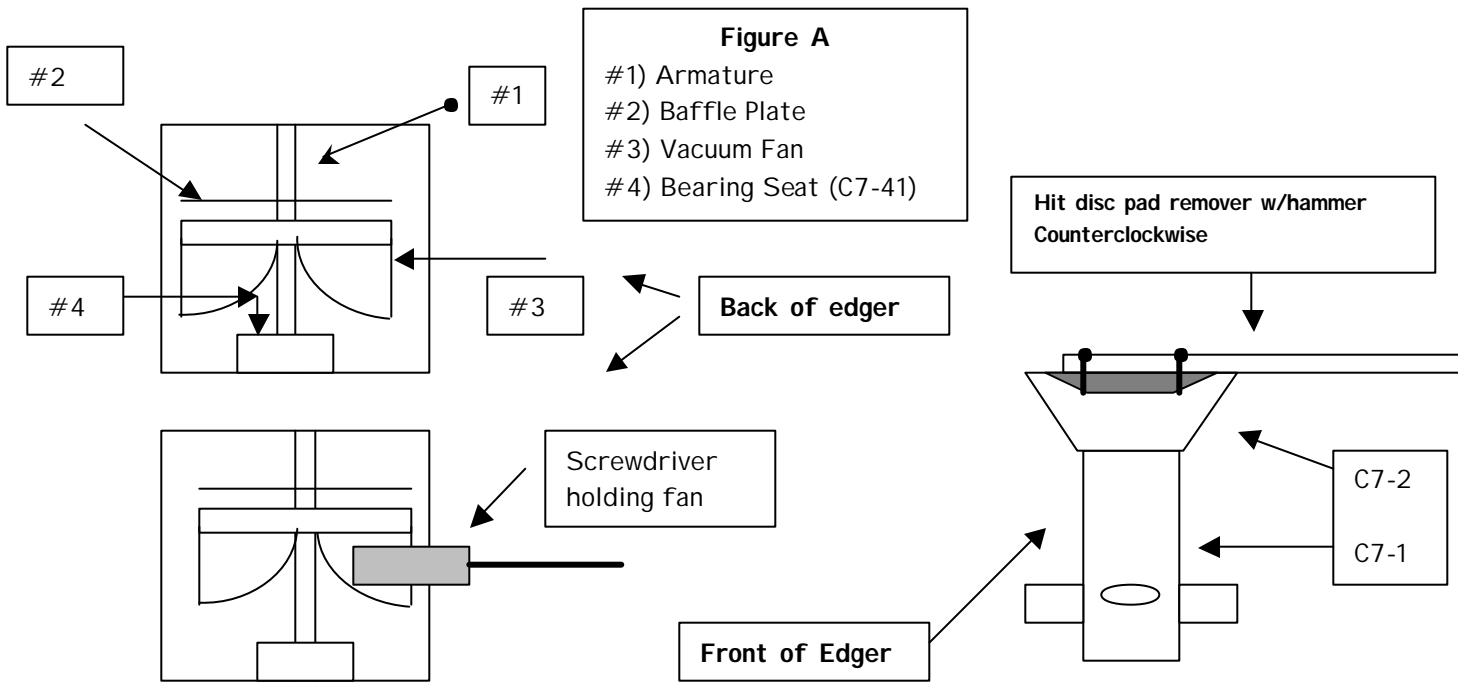 #2
#1
Figure A
#1) Armature
#2) Baffle Plate
#3) Vacuum Fan
#4) Bearing Seat (C7-41)
Hit disc pad remover w/hammer
Counterclockwise
#4
#3
Back of edger
Screwdriver
holding fan
C7-2
C7-1
Front of Edger